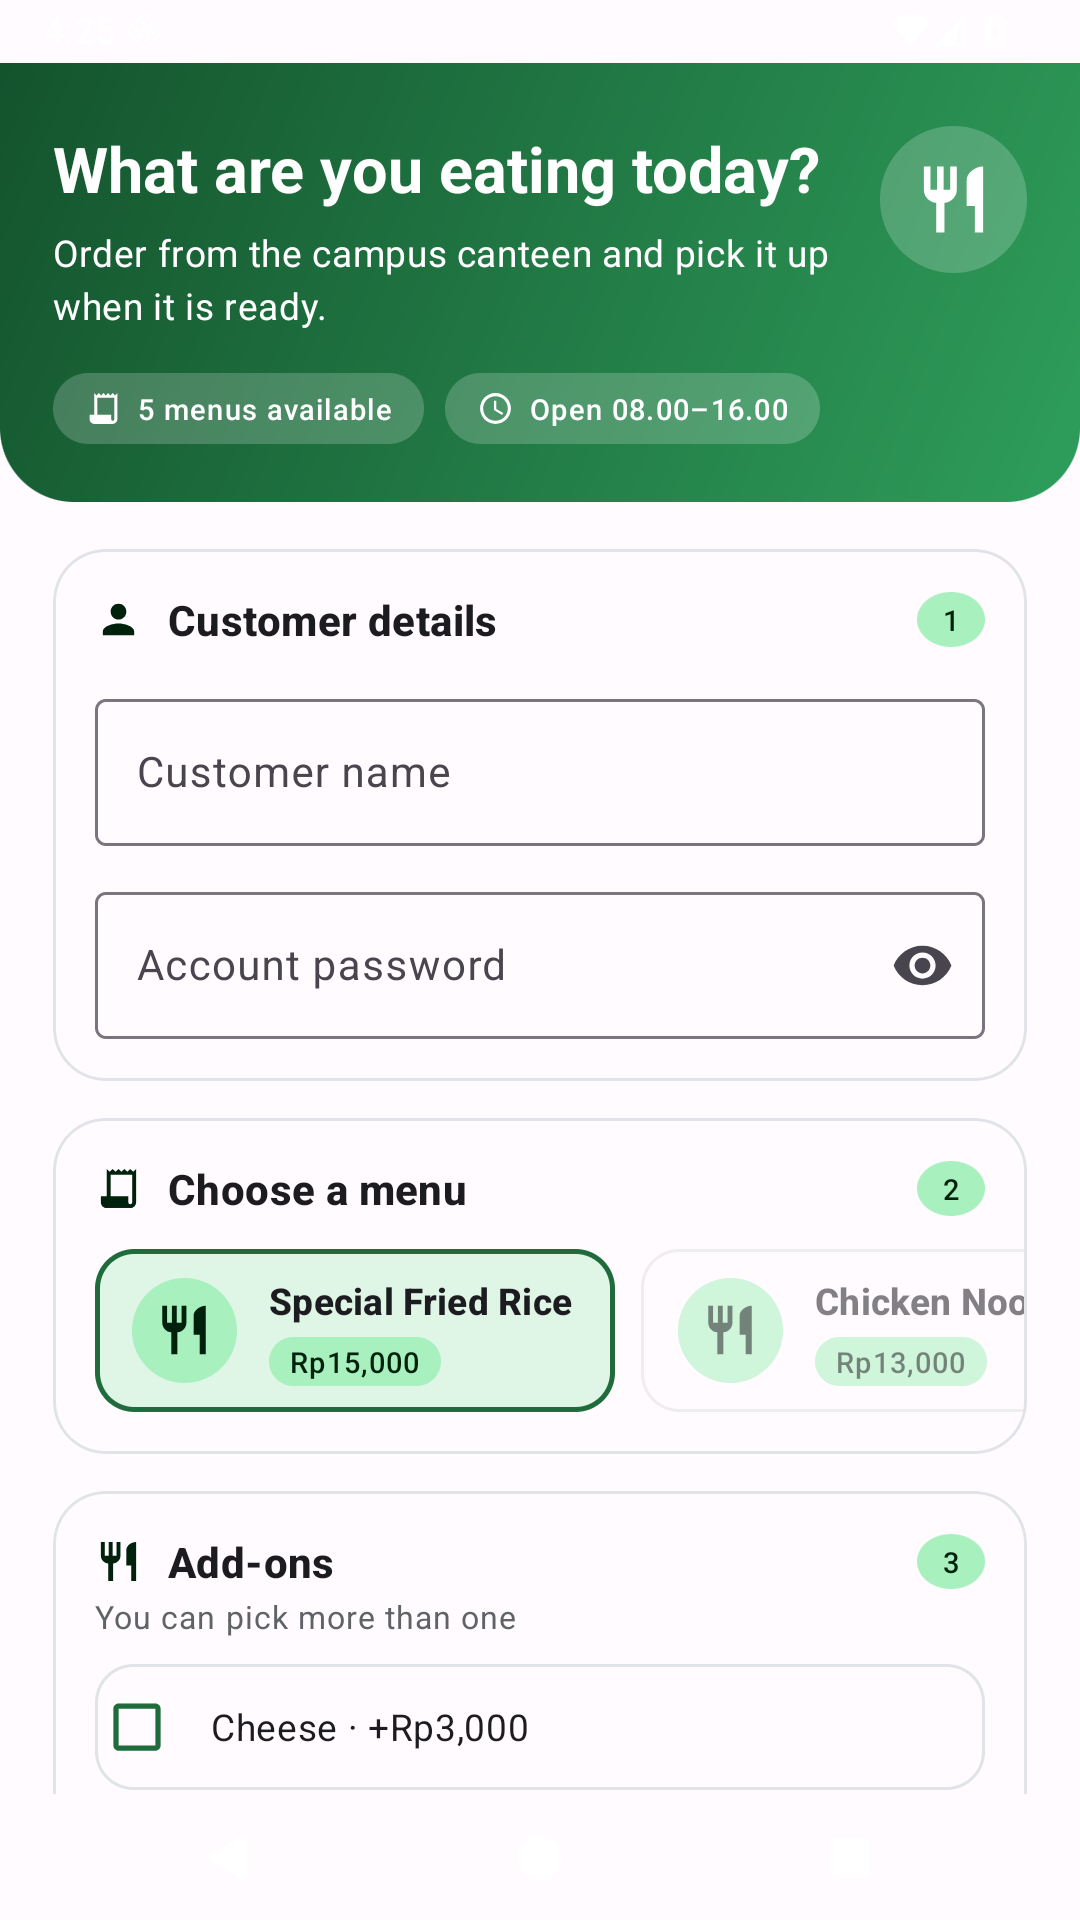 What are you eating today?
Order from the campus canteen and pick it up
when it is ready.
5 menus available
Open 08.00–16.00
Customer details
1
Customer name
Account password
Choose a menu
2
Special Fried Rice
Rp15,000
Chicken Noo
Rp13,000
Add-ons
3
You can pick more than one
Cheese · +Rp3,000